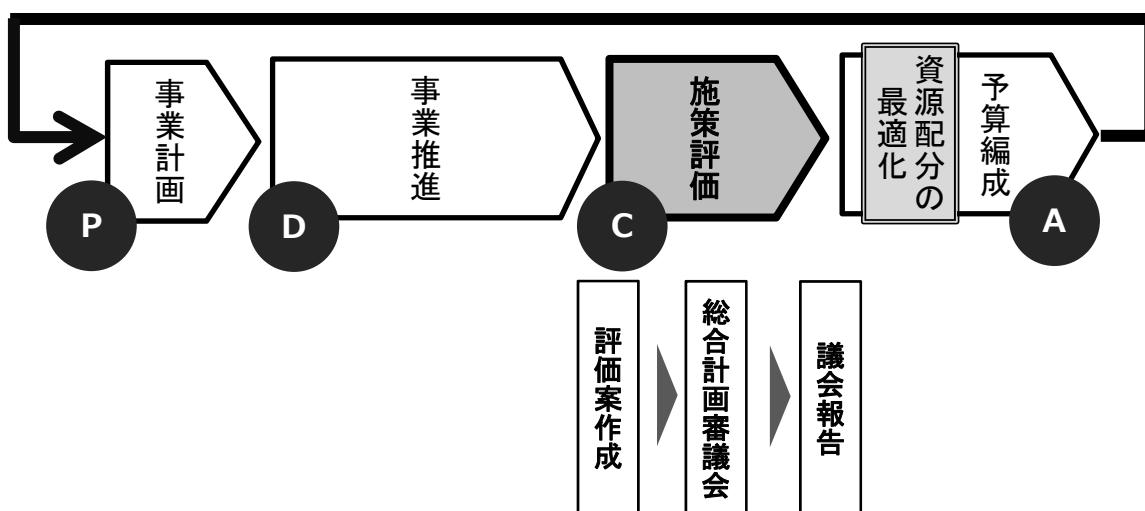 事業計画
P
事業推進
D
施策評価
C
資源配分の
最適化
予算編成
A
評価案作成
総合計画審議会
議会報告